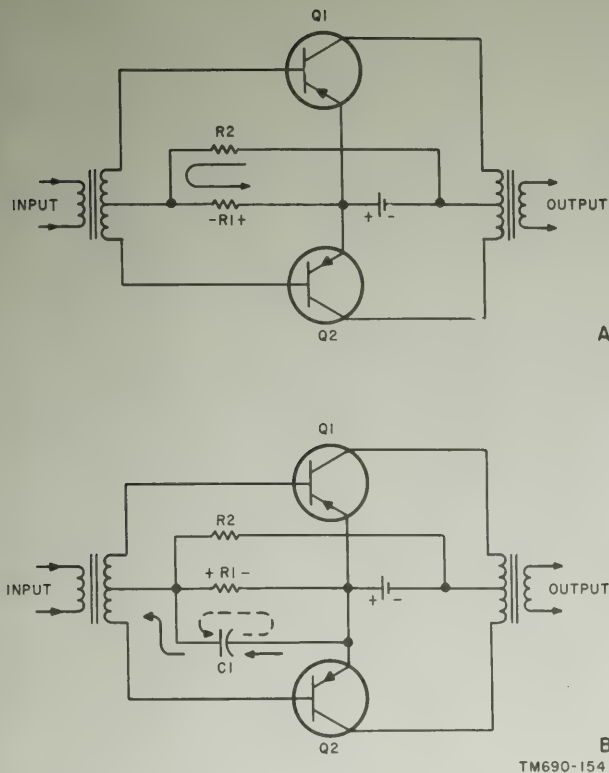 Q1
R2
INPUT
-R1+
+ -
OUTPUT
Q2
A
Q1
R2
INPUT
+ R1 -
+ -
OUTPUT
C1
Q2
B
TM690-154